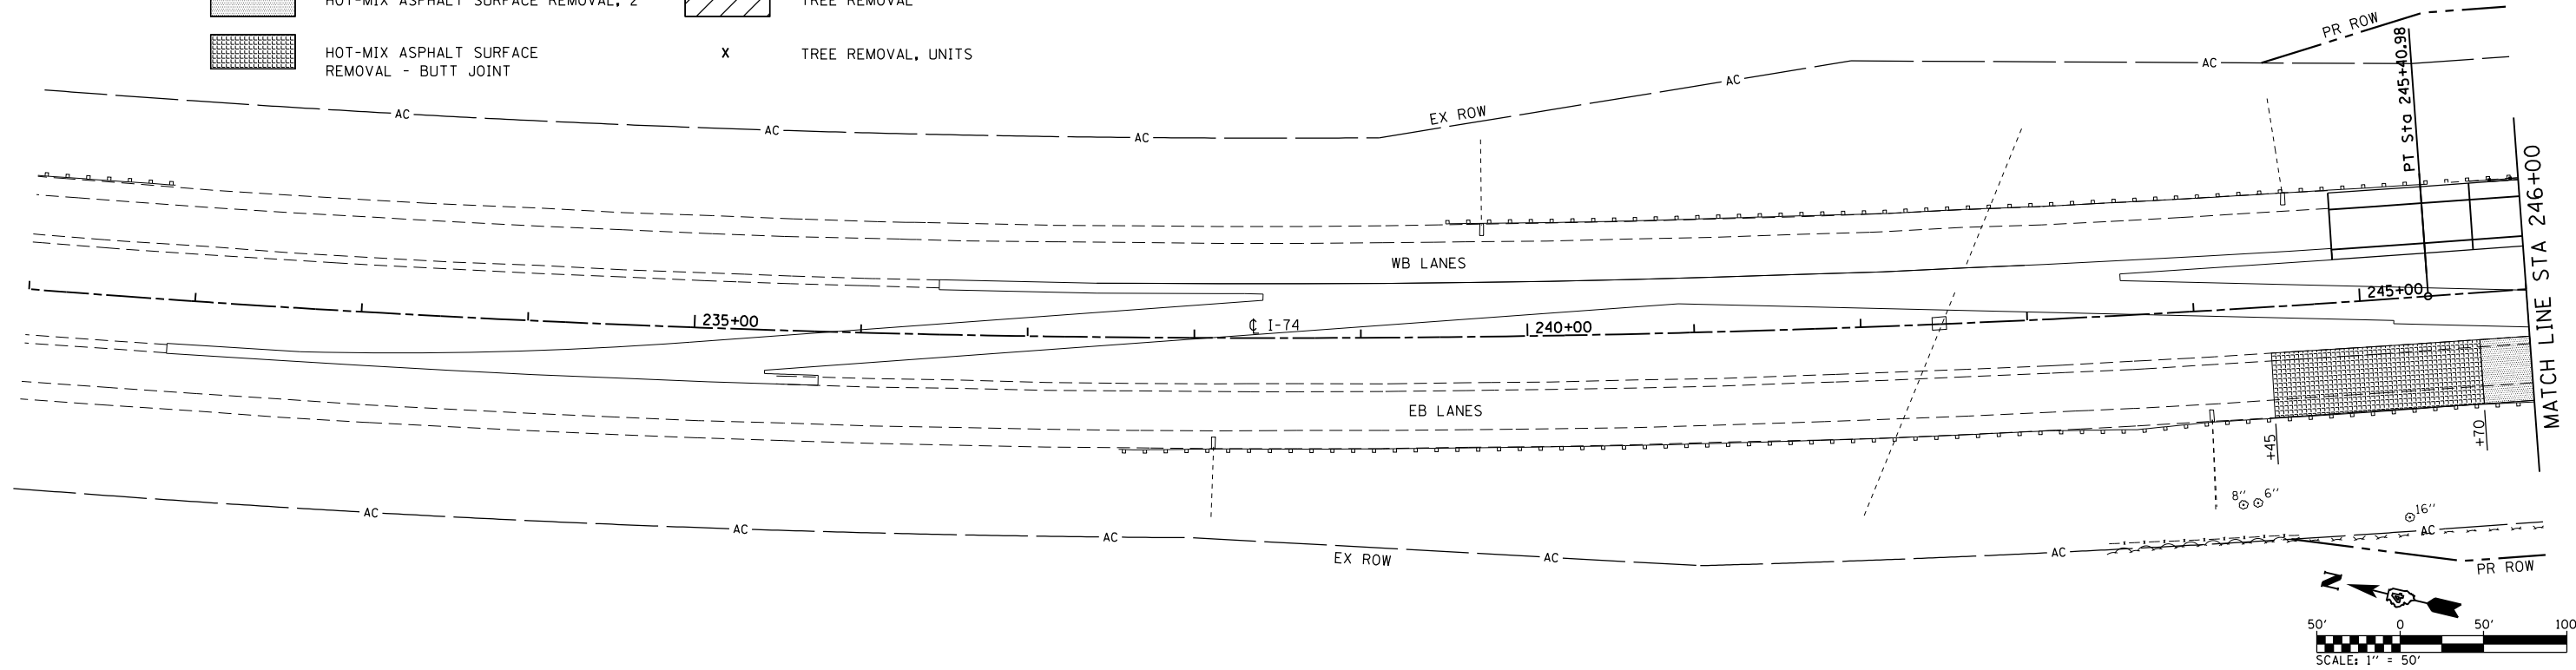 HOT-MIX ASPHALT SURFACE REMOVAL, 2
TREE REMOVAL
HOT-MIX ASPHALT SURFACE
REMOVAL - BUTT JOINT
X TREE REMOVAL, UNITS
PR ROW
AC
AC
AC
AC
EX ROW
AC
AC
PT Sta 245+40.98
MATCH LINE STA 246+00
WB LANES
245+00
235+00
℄ I-74
240+00
EB LANES
+45
+70
8"
6"
16"
AC
AC
AC
EX ROW
AC
AC
AC
PR ROW
N
50' 0 50' 100
SCALE: 1" = 50'